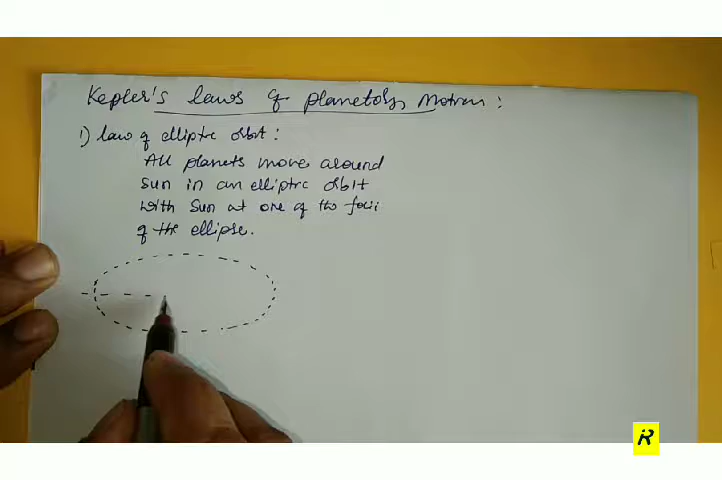 Kepler's laws of planetary Motion :
1) law of elliptic orbit :
All planets move around
sun in an elliptic orbit
with sun at one of the foci
of the ellipse.
R